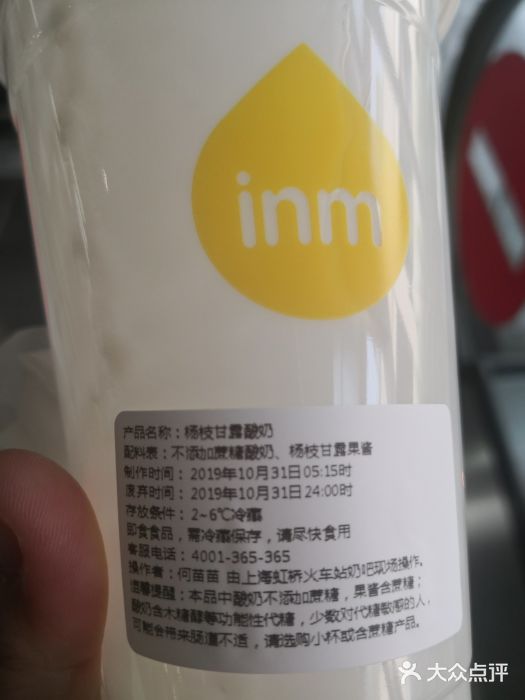 inm
产品名称：杨枝甘露酸奶
配料表：不添加蔗糖酸奶、杨枝甘露果酱
制作时间：2019年10月31日05:15时
废弃时间：2019年10月31日24:00时
存放条件：2~6℃冷藏
即食食品，需冷藏保存，请尽快食用
客服电话：4001-365-365
操作者：何苗苗 由上海虹桥火车站奶吧现场操作。
温馨提醒：本品中酸奶不添加蔗糖，果酱含蔗糖；
酸奶含木糖醇等功能性代糖，少数对代糖敏感的人，
可能会带来肠道不适，请选购小杯或含蔗糖产品。
大众点评